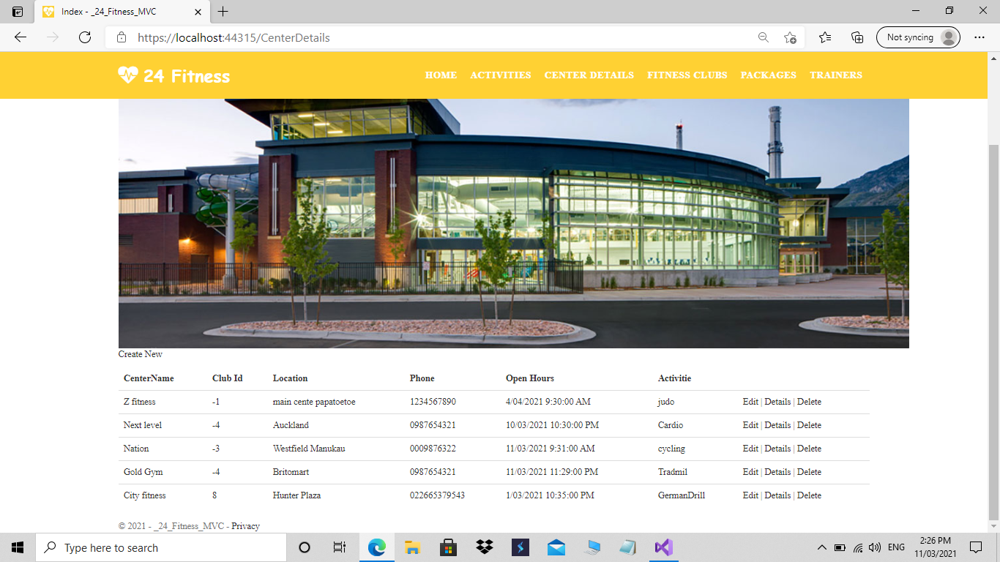 Index - _24_Fitness_MVC
https://localhost:44315/CenterDetails
Not syncing
24 Fitness
HOME ACTIVITIES CENTER DETAILS FITNESS CLUBS PACKAGES TRAINERS
Create New
CenterName Club Id Location Phone Open Hours Activitie
Z fitness -1 main cente papatoetoe 1234567890 4/04/2021 9:30:00 AM judo Edit | Details | Delete
Next level -4 Auckland 0987654321 10/03/2021 10:30:00 PM Cardio Edit | Details | Delete
Nation -3 Westfield Manukau 0009876322 11/03/2021 9:31:00 AM cycling Edit | Details | Delete
Gold Gym -4 Britomart 0987654321 11/03/2021 11:29:00 PM Tradmil Edit | Details | Delete
City fitness 8 Hunter Plaza 022665379543 1/03/2021 10:35:00 PM GermanDrill Edit | Details | Delete
© 2021 - _24_Fitness_MVC - Privacy
Type here to search
ENG
2:26 PM
11/03/2021